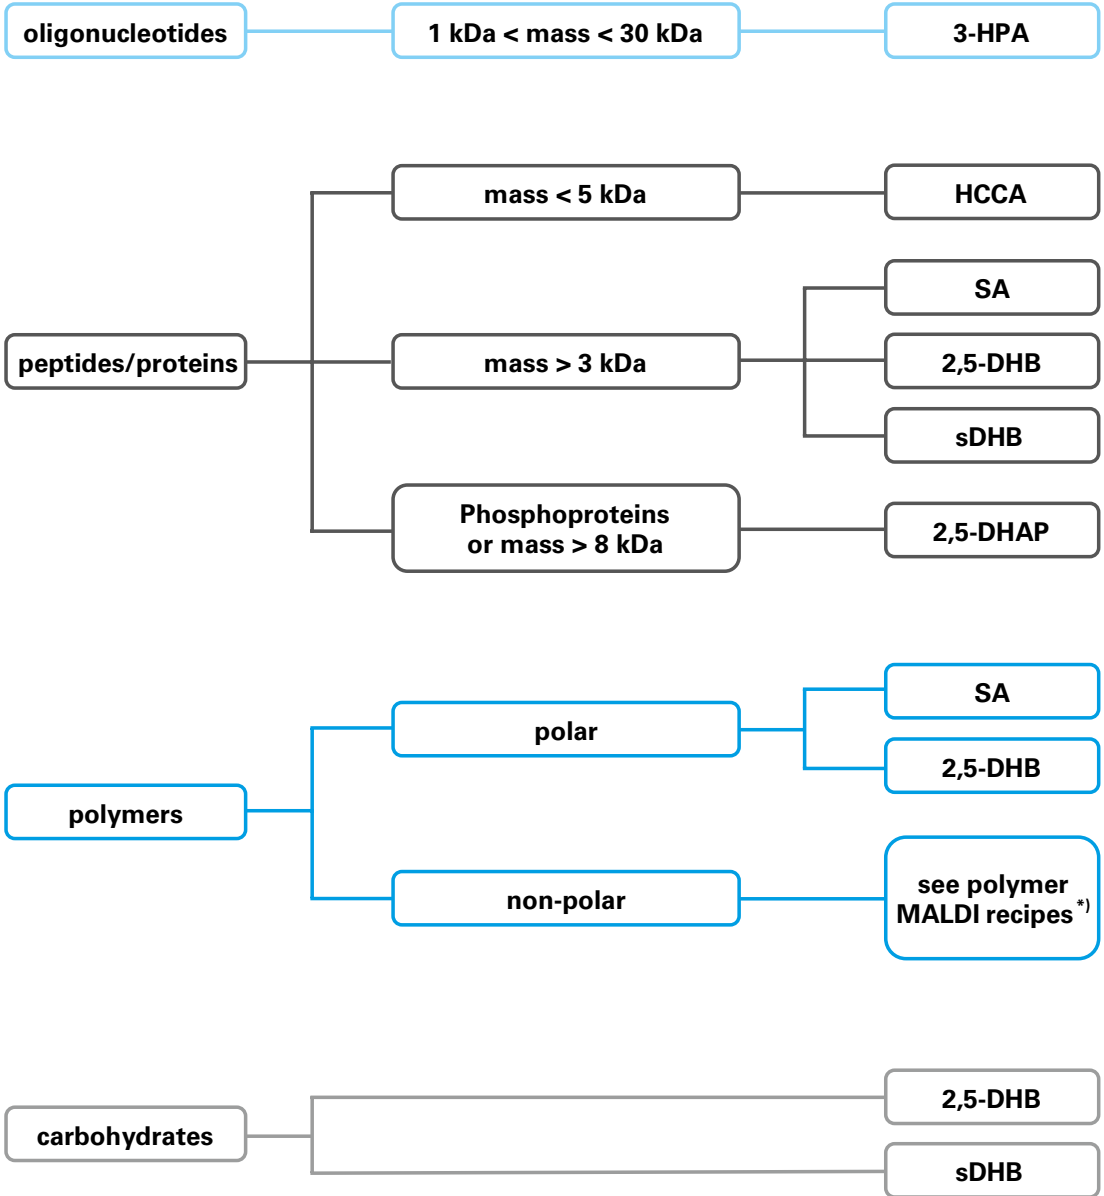 oligonucleotides
1 kDa < mass < 30 kDa
3-HPA
peptides/proteins
mass < 5 kDa
HCCA
mass > 3 kDa
SA
2,5-DHB
sDHB
Phosphoproteins
or mass > 8 kDa
2,5-DHAP
polymers
polar
SA
2,5-DHB
non-polar
see polymer
MALDI recipes *)
carbohydrates
2,5-DHB
sDHB